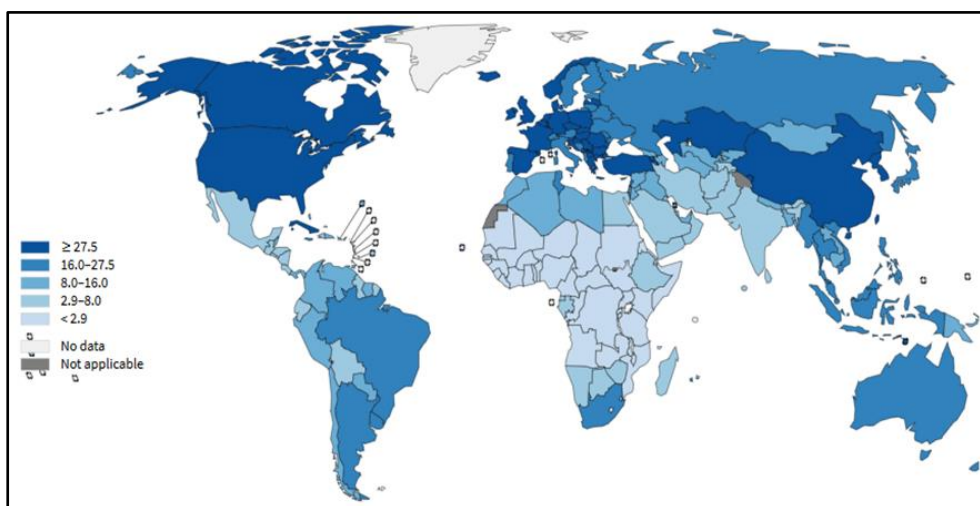 ≥ 27.5
16.0–27.5
8.0–16.0
2.9–8.0
< 2.9
No data
Not applicable